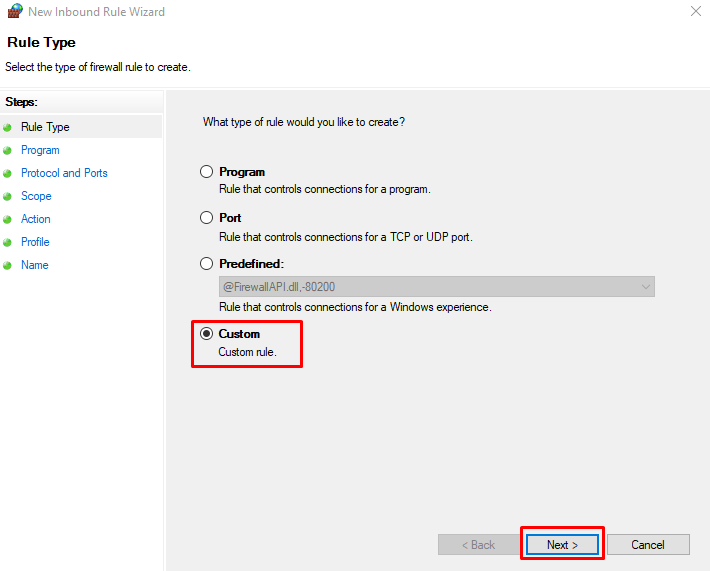 New Inbound Rule Wizard
Rule Type
Select the type of firewall rule to create.
Steps:
Rule Type
Program
Protocol and Ports
Scope
Action
Profile
Name
What type of rule would you like to create?
Program
Rule that controls connections for a program.
Port
Rule that controls connections for a TCP or UDP port.
Predefined:
@FirewallAPI.dll,-80200
Rule that controls connections for a Windows experience.
Custom
Custom rule.
< Back
Next >
Cancel